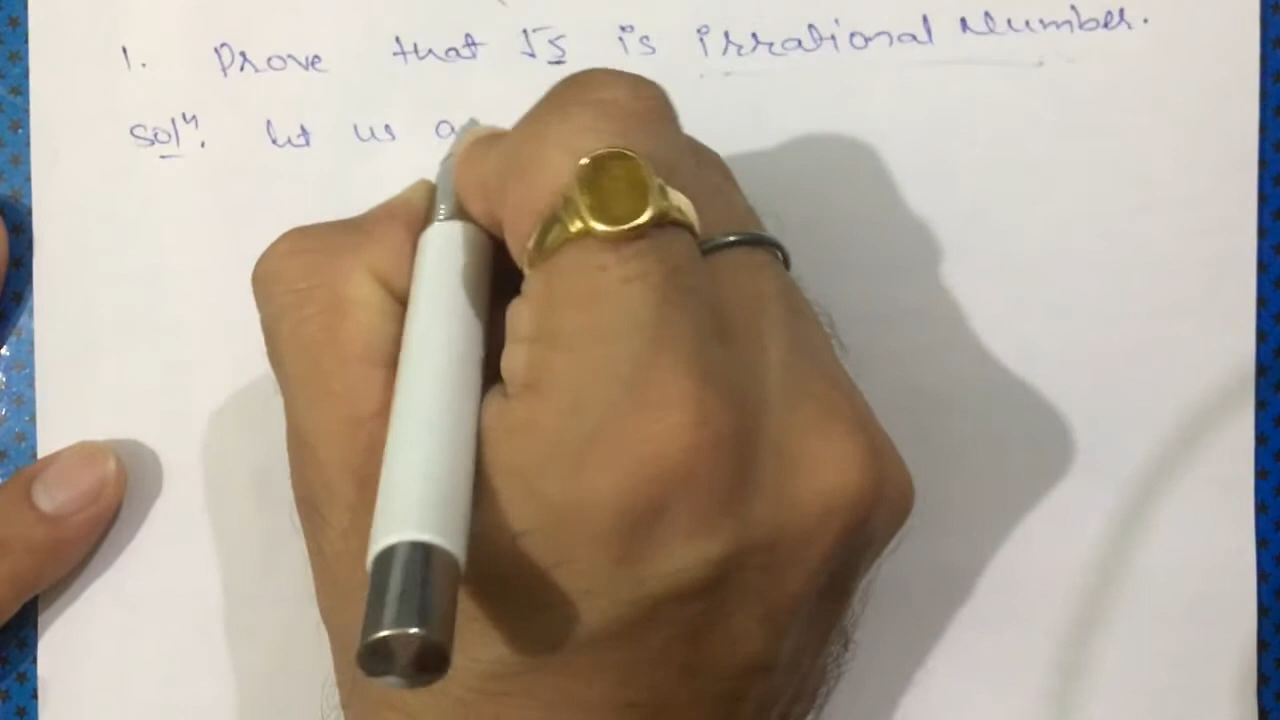 1. Prove that √5 is irrational Number.
Solⁿ. let us a